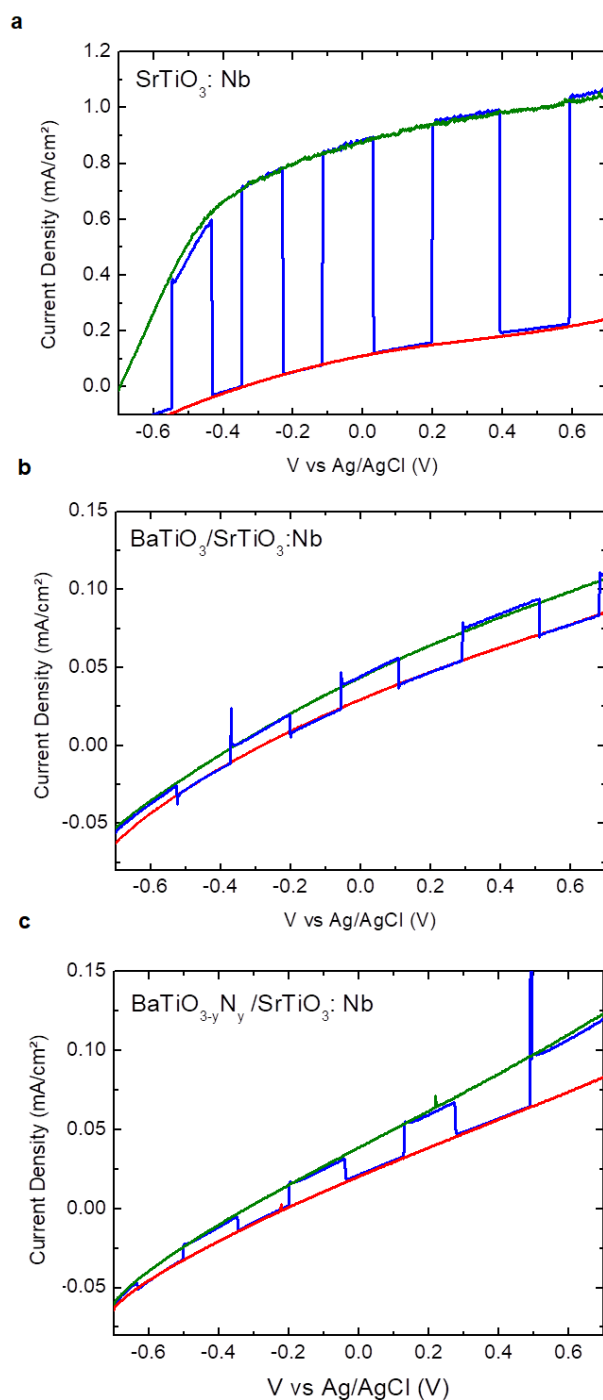 a
SrTiO₃: Nb
1.2
1.0
0.8
0.6
0.4
0.2
0.0
Current Density (mA/cm²)
-0.6 -0.4 -0.2 0.0 0.2 0.4 0.6
V vs Ag/AgCl (V)
b
BaTiO₃/SrTiO₃:Nb
0.15
0.10
0.05
0.00
-0.05
Current Density (mA/cm²)
-0.6 -0.4 -0.2 0.0 0.2 0.4 0.6
V vs Ag/AgCl (V)
c
BaTiO₃₋yNy /SrTiO₃: Nb
0.15
0.10
0.05
0.00
-0.05
Current Density (mA/cm²)
-0.6 -0.4 -0.2 0.0 0.2 0.4 0.6
V vs Ag/AgCl (V)